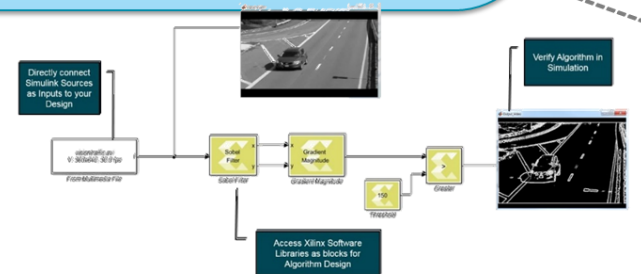 Directly connect
Simulink Sources
as Inputs to your
Design
Verify Algorithm in
Simulation
From Multimedia File
Sobel
Filter
x
y
x
y
Sobel Filter
Gradient
Magnitude
Gradient Magnitude
150
Threshold
>
Greater
Access Xilinx Software
Libraries as blocks for
Algorithm Design